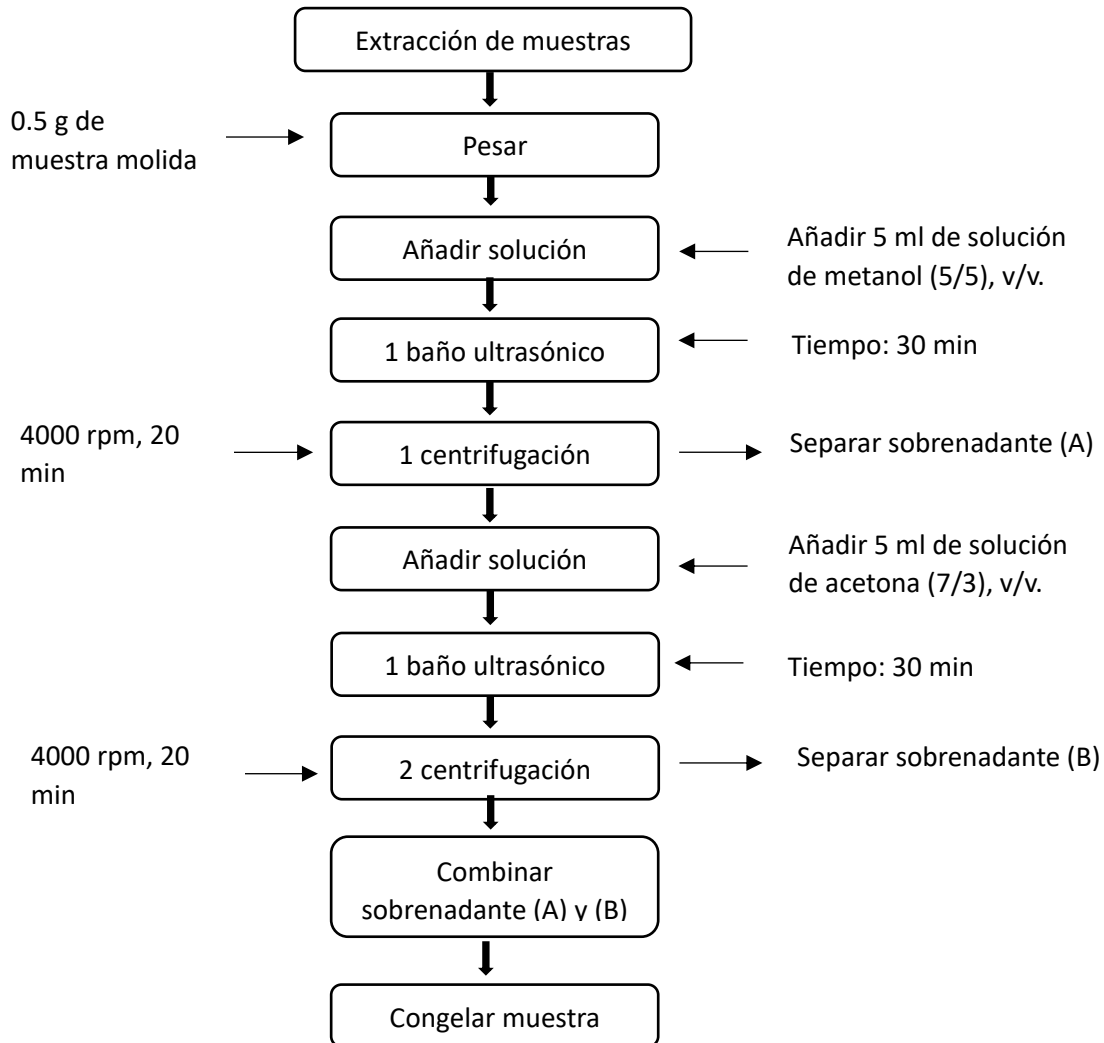 Extracción de muestras
0.5 g de
muestra molida
Pesar
Añadir solución
Añadir 5 ml de solución
de metanol (5/5), v/v.
1 baño ultrasónico
Tiempo: 30 min
4000 rpm, 20
min
1 centrifugación
Separar sobrenadante (A)
Añadir solución
Añadir 5 ml de solución
de acetona (7/3), v/v.
1 baño ultrasónico
Tiempo: 30 min
4000 rpm, 20
min
2 centrifugación
Separar sobrenadante (B)
Combinar
sobrenadante (A) y (B)
Congelar muestra